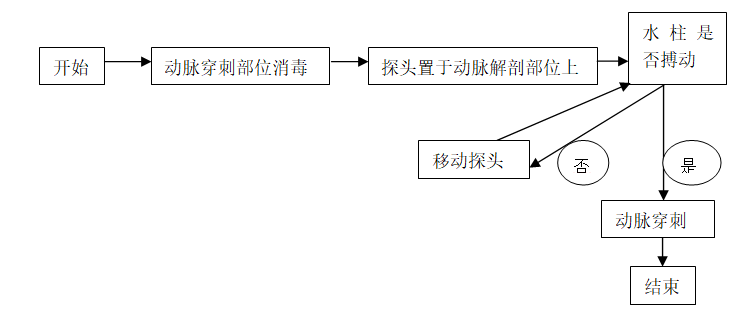 开始
动脉穿刺部位消毒
探头置于动脉解剖部位上
水柱是
否搏动
移动探头
否
是
动脉穿刺
结束